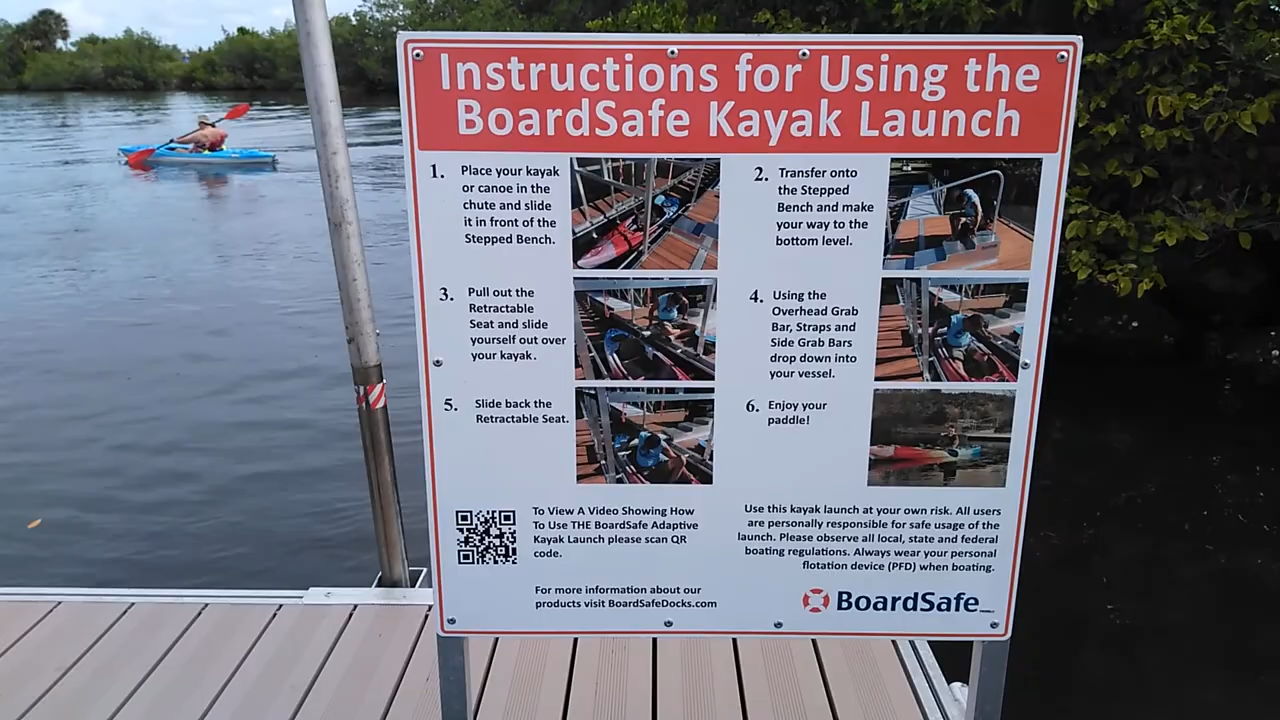 Instructions for Using the
BoardSafe Kayak Launch
1. Place your kayak
or canoe in the
chute and slide
it in front of the
Stepped Bench.
2. Transfer onto
the Stepped
Bench and make
your way to the
bottom level.
3. Pull out the
Retractable
Seat and slide
yourself out over
your kayak.
4. Using the
Overhead Grab
Bar, Straps and
Side Grab Bars
drop down into
your vessel.
5. Slide back the
Retractable Seat.
6. Enjoy your
paddle!
To View A Video Showing How
To Use THE BoardSafe Adaptive
Kayak Launch please scan QR
code.
For more information about our
products visit BoardSafeDocks.com
Use this kayak launch at your own risk. All users
are personally responsible for safe usage of the
launch. Please observe all local, state and federal
boating regulations. Always wear your personal
flotation device (PFD) when boating.
BoardSafe